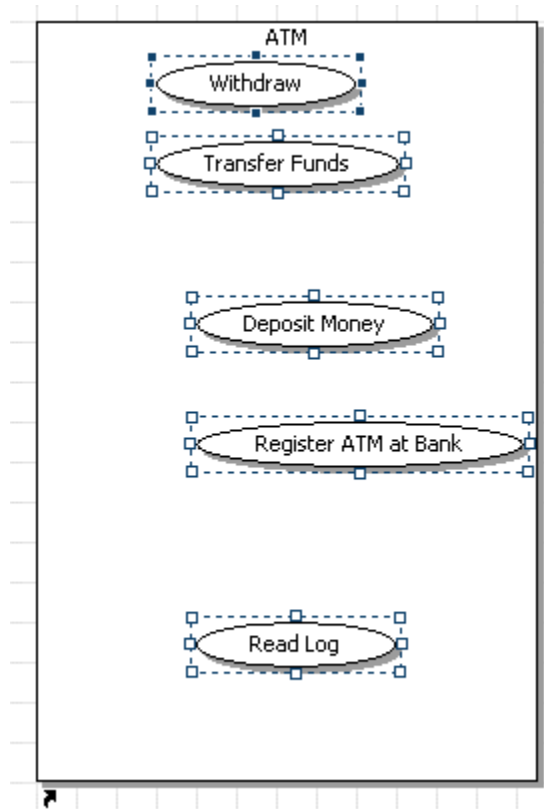 ATM
Withdraw
Transfer Funds
Deposit Money
Register ATM at Bank
Read Log